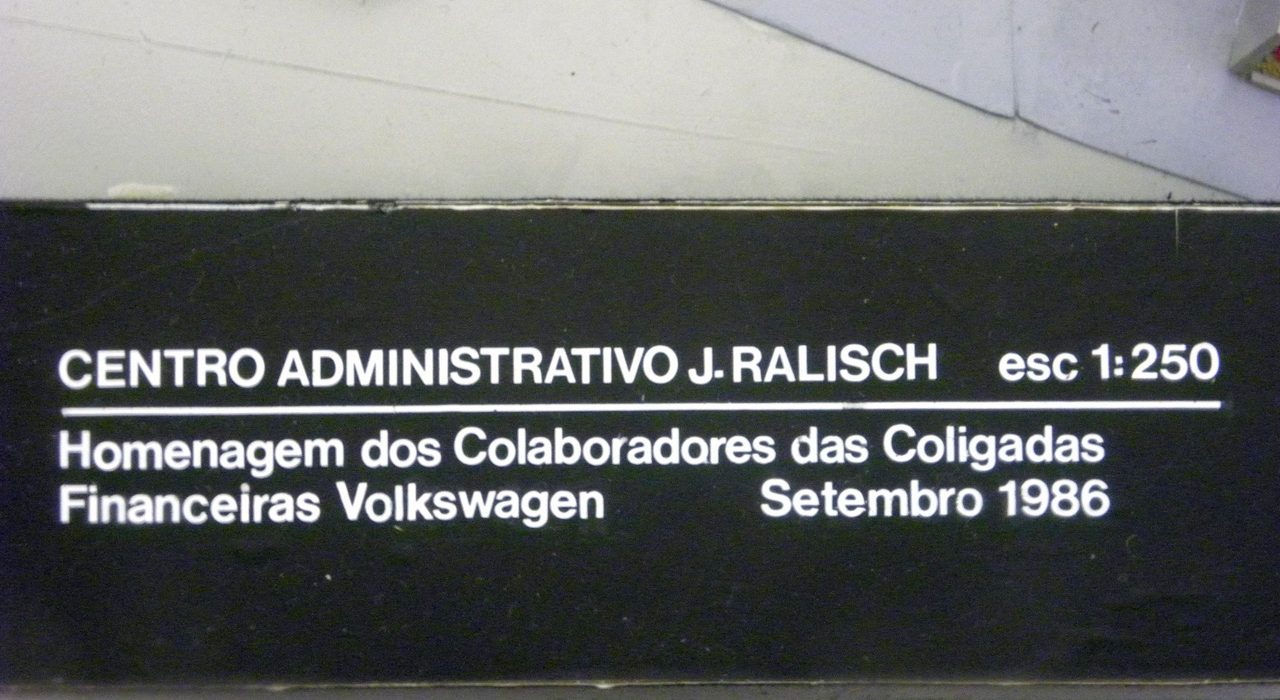 CENTRO ADMINISTRATIVO J. RALISCH esc 1:250
Homenagem dos Colaboradores das Coligadas
Financeiras Volkswagen Setembro 1986